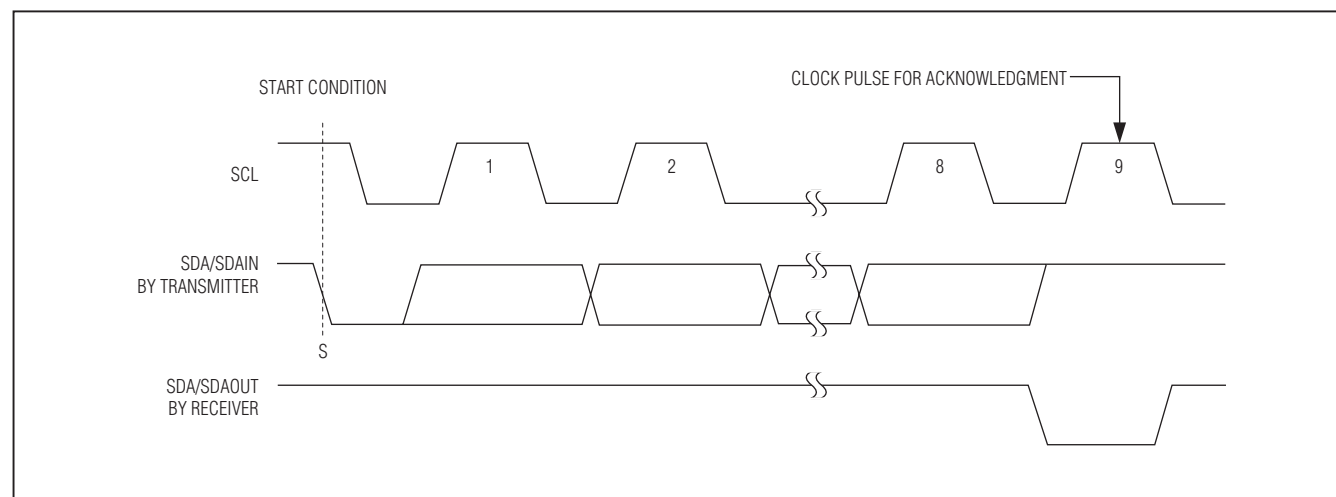 START CONDITION
CLOCK PULSE FOR ACKNOWLEDGMENT
SCL
1
2
8
9
SDA/SDAIN
BY TRANSMITTER
S
SDA/SDAOUT
BY RECEIVER